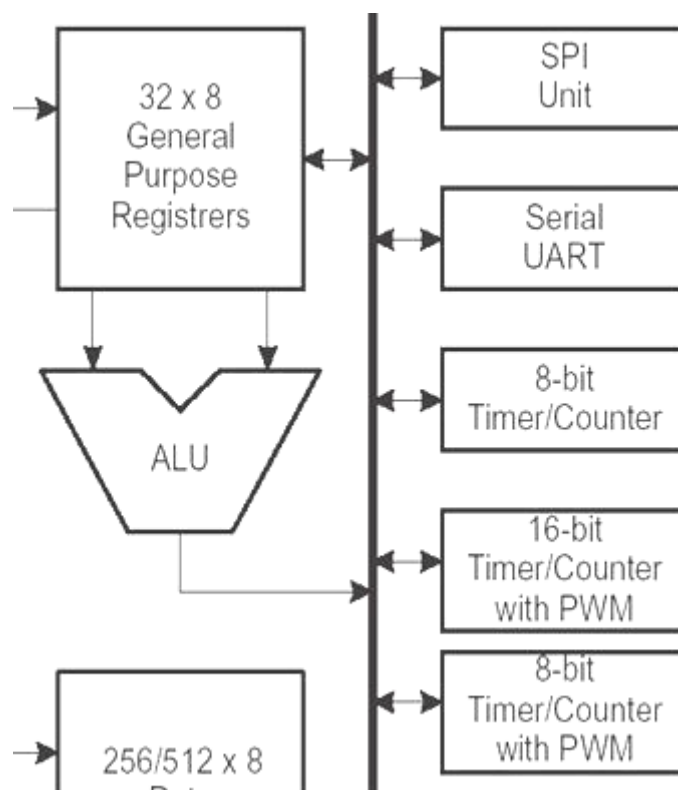 32 x 8
General
Purpose
Registrers
ALU
256/512 x 8
SPI
Unit
Serial
UART
8-bit
Timer/Counter
16-bit
Timer/Counter
with PWM
8-bit
Timer/Counter
with PWM